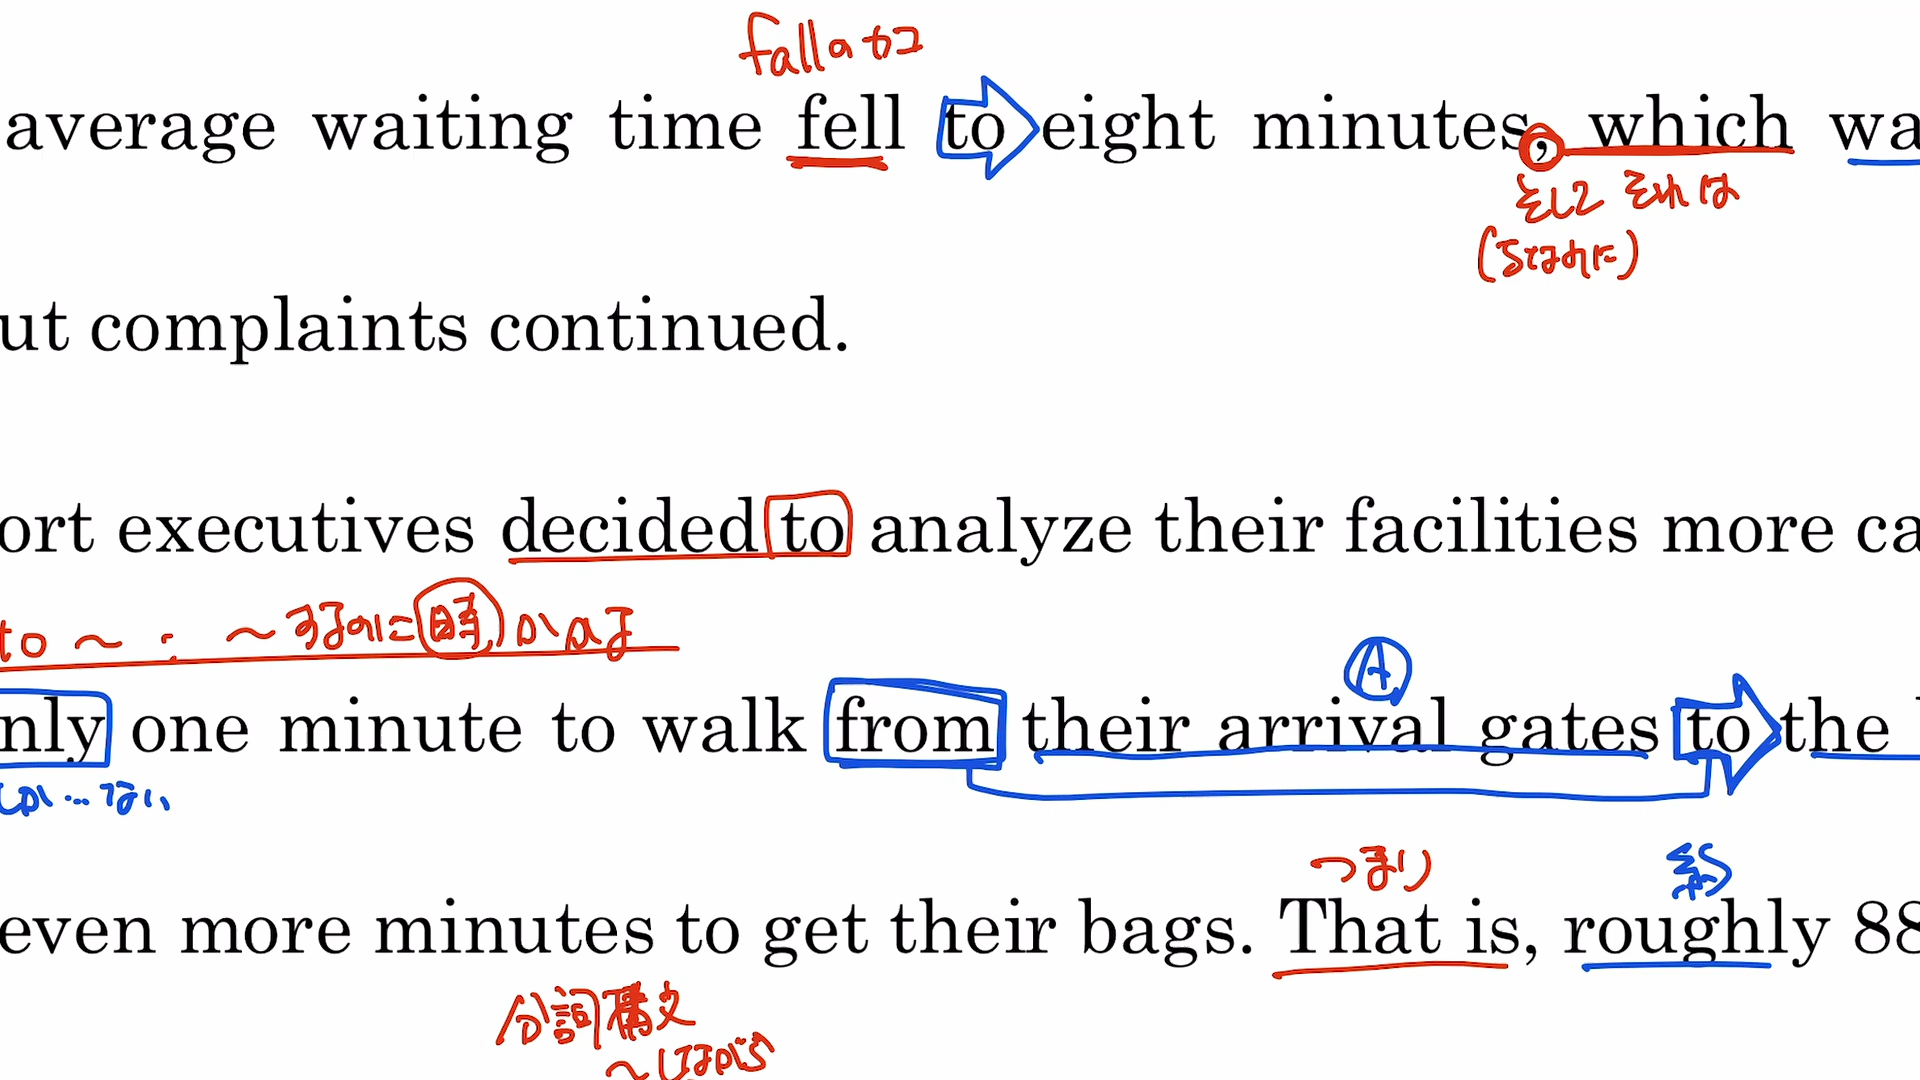 fallのカコ
average waiting time fell to eight minutes, which wa
そして それは
(ちなみに)
ut complaints continued.
ort executives decided to analyze their facilities more ca
to ~ : ~するのに時かかる
A
nly one minute to walk from their arrival gates to the
しか…ない
つまり 約
even more minutes to get their bags. That is, roughly 88
分詞構文
~しながら